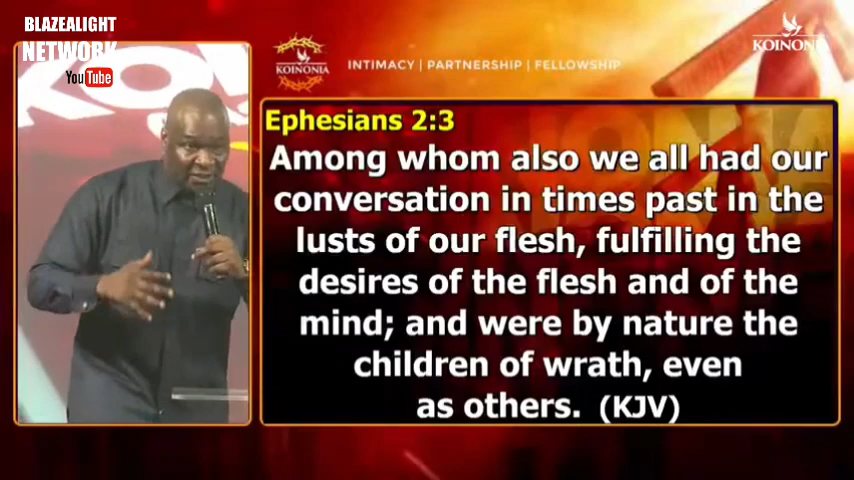 BLAZEALIGHT
NETWORK
YouTube
KOINONIA
INTIMACY | PARTNERSHIP | FELLOWSHIP
KOINONI
Ephesians 2:3
Among whom also we all had our
conversation in times past in the
lusts of our flesh, fulfilling the
desires of the flesh and of the
mind; and were by nature the
children of wrath, even
as others. (KJV)